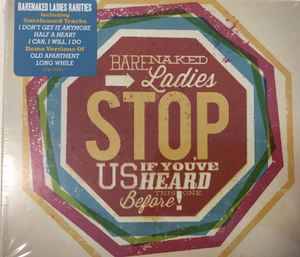 BARENAKED LADIES RARITIES
Including
Unreleased Tracks
I DON'T GET IT ANYMORE
HALF A HEART
I CAN, I WILL, I DO
Demo Versions Of
OLD APARTMENT
LONG WHILE
BARENAKED
Ladies
STOP
US IF YOU'VE
HEARD
THIS ONE
Before!